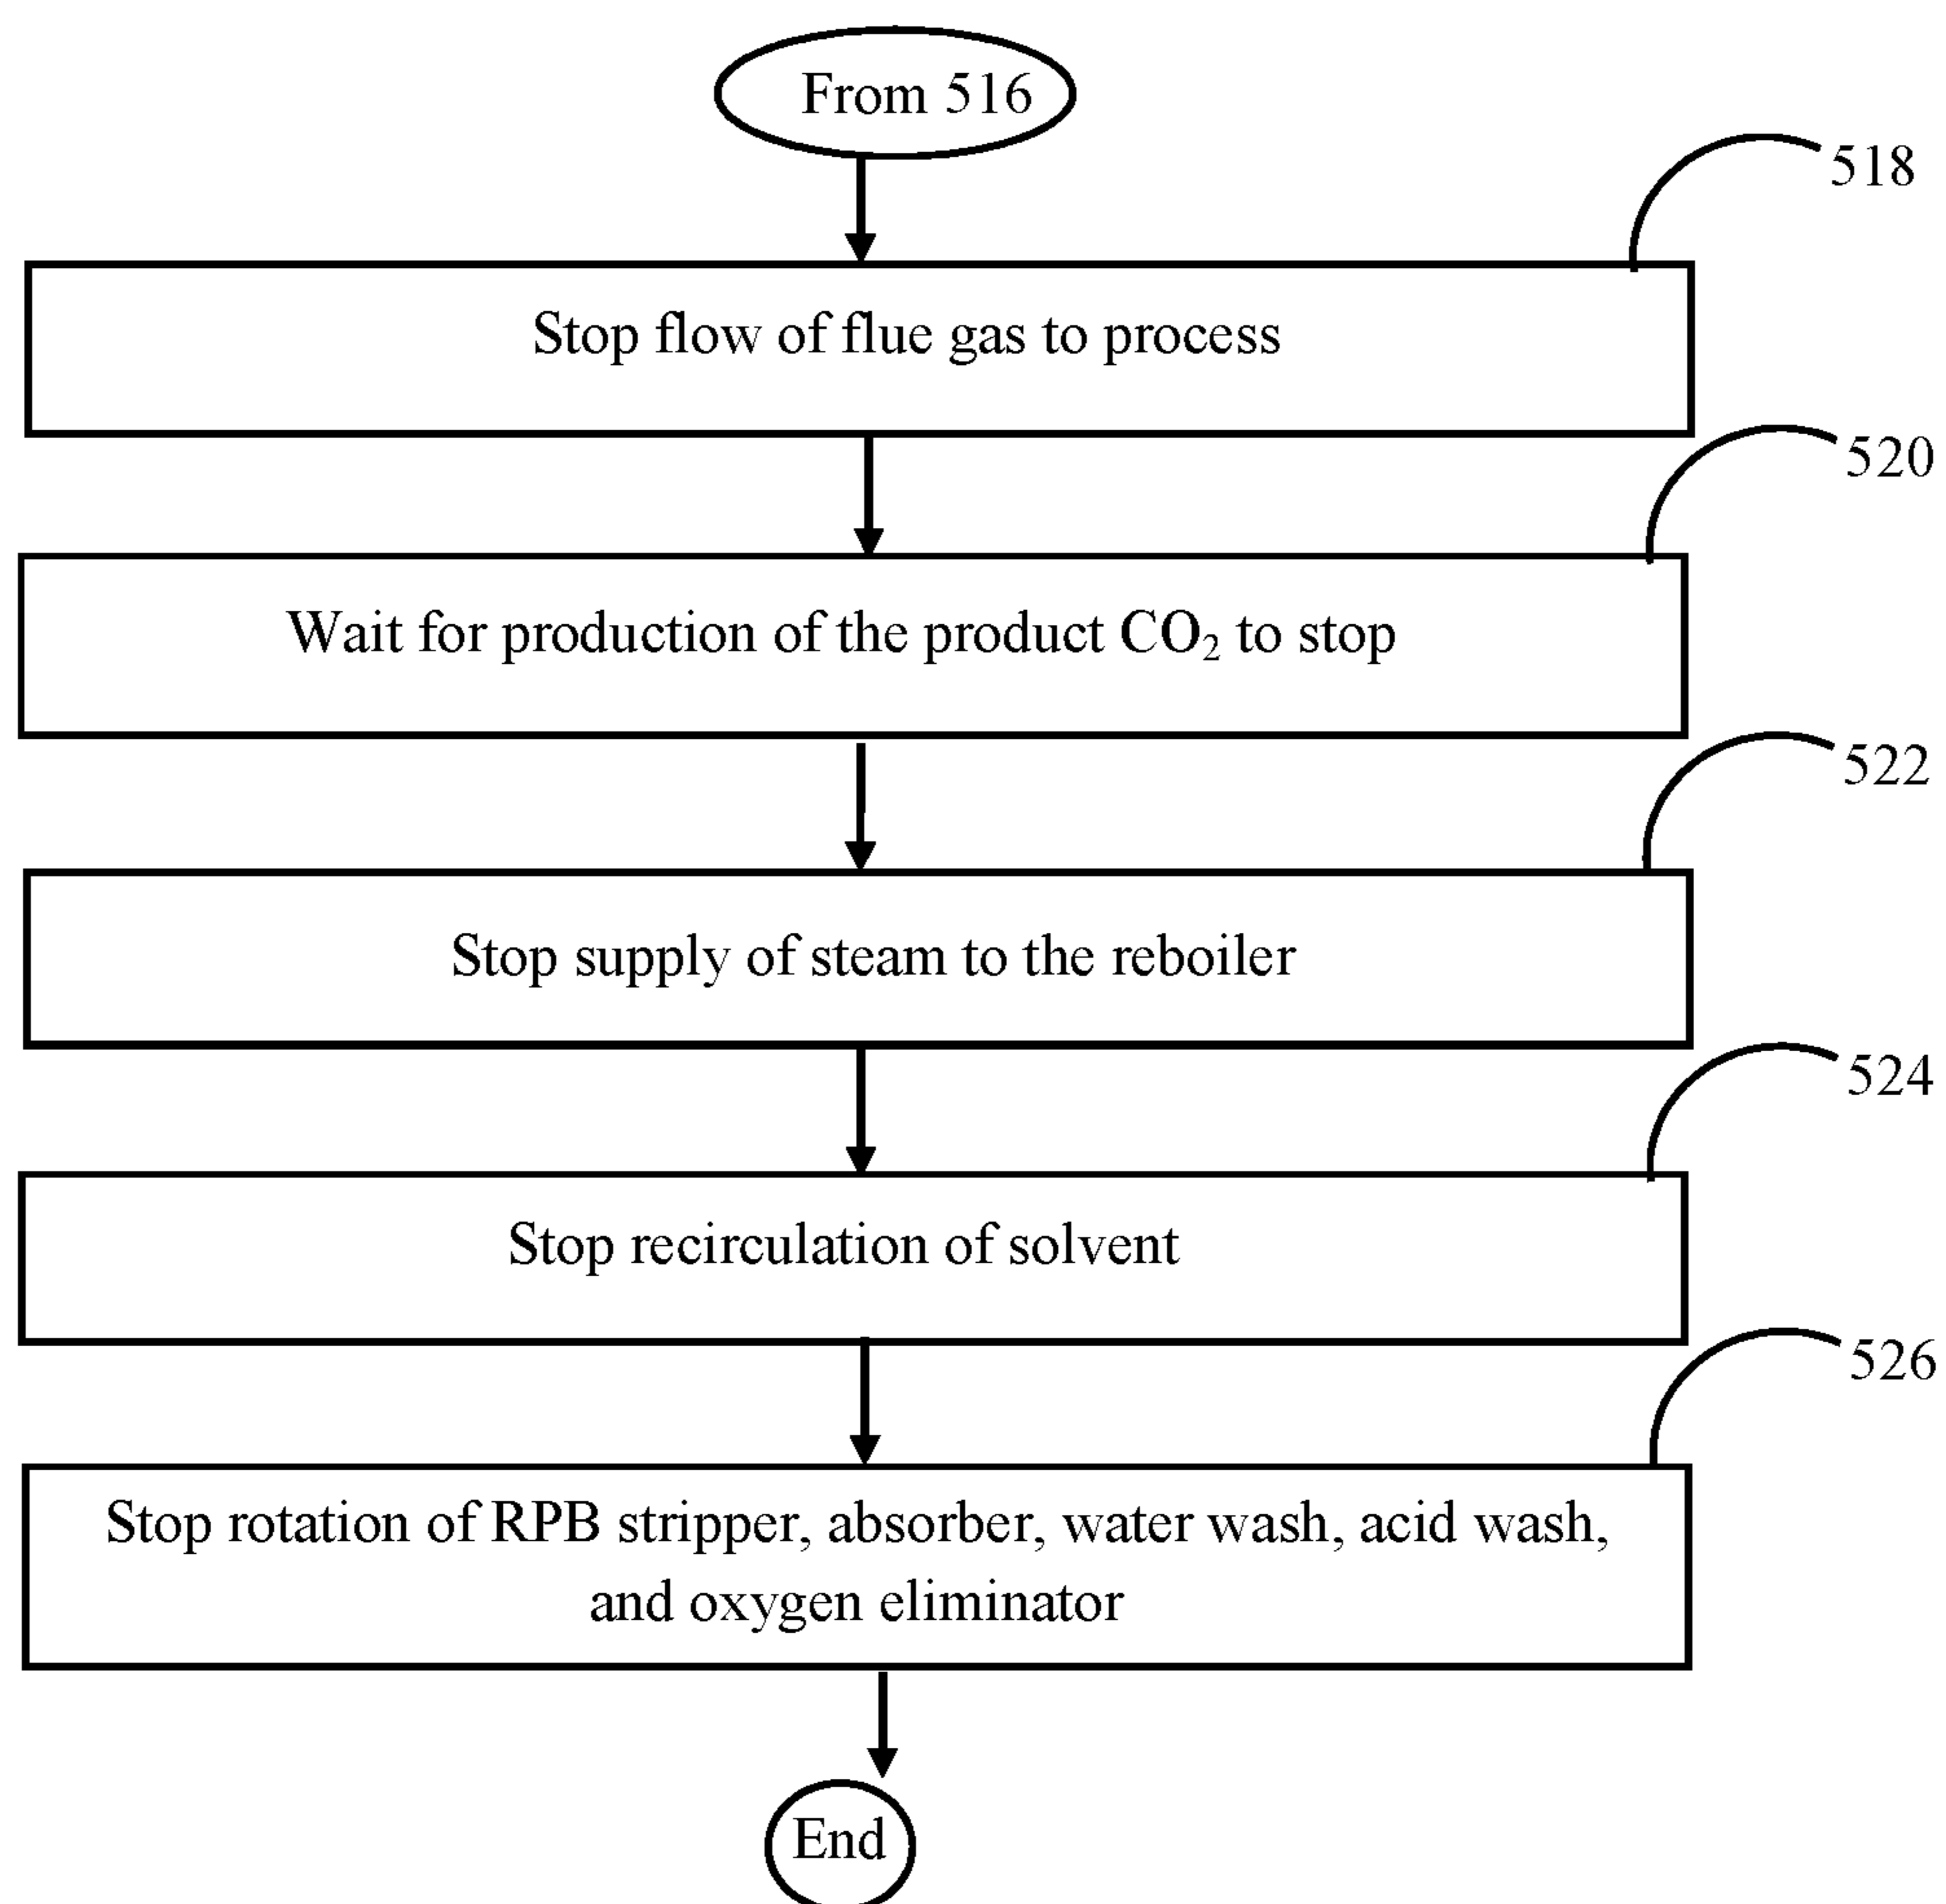 From 516
518
Stop flow of flue gas to process
520
Wait for production of the product CO₂ to stop
522
Stop supply of steam to the reboiler
524
Stop recirculation of solvent
526
Stop rotation of RPB stripper, absorber, water wash, acid wash,
and oxygen eliminator
End